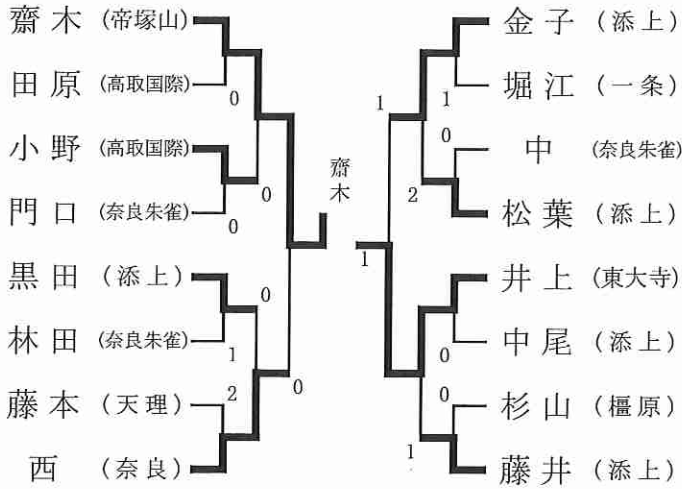 齋木 (帝塚山)
田原 (高取国際)
0
小野 (高取国際)
0
門口 (奈良朱雀)
0
黒田 (添上)
0
林田 (奈良朱雀)
1
藤本 (天理)
2
0
西 (奈良)
齋木
1
金子 (添上)
1
堀江 (一条)
1
0
中 (奈良朱雀)
2
松葉 (添上)
井上 (東大寺)
中尾 (添上)
0
0
杉山 (橿原)
1
藤井 (添上)